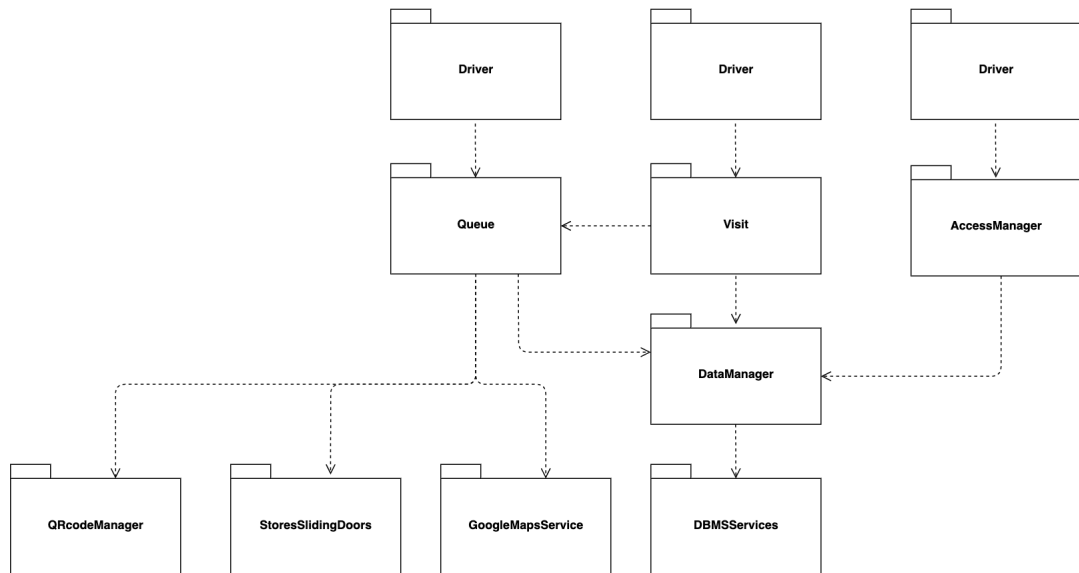 Driver
Driver
Driver
Queue
Visit
AccessManager
DataManager
QRcodeManager
StoresSlidingDoors
GoogleMapsService
DBMSServices